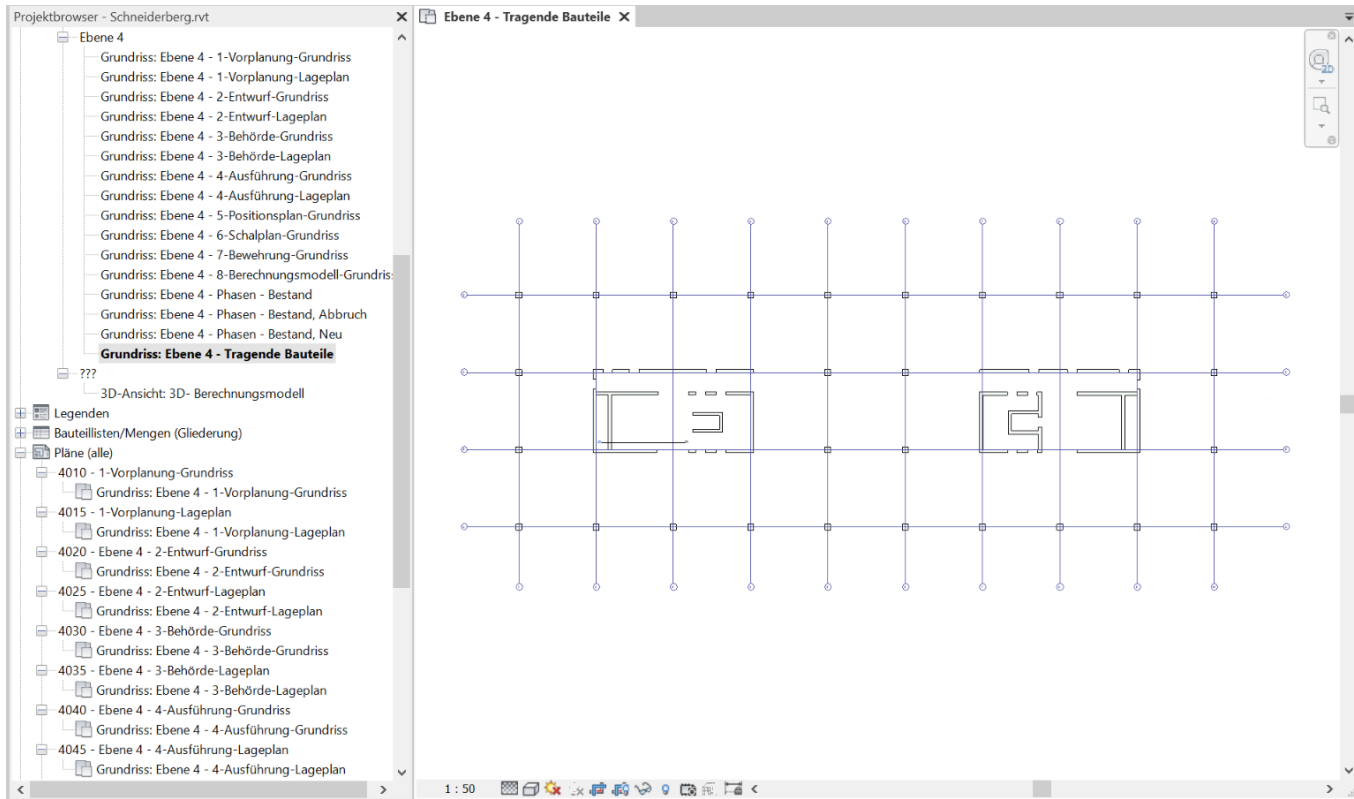 Projektbrowser - Schneiderberg.rvt
Ebene 4 - Tragende Bauteile
Ebene 4
Grundriss: Ebene 4 - 1-Vorplanung-Grundriss
Grundriss: Ebene 4 - 1-Vorplanung-Lageplan
Grundriss: Ebene 4 - 2-Entwurf-Grundriss
Grundriss: Ebene 4 - 2-Entwurf-Lageplan
Grundriss: Ebene 4 - 3-Behörde-Grundriss
Grundriss: Ebene 4 - 3-Behörde-Lageplan
Grundriss: Ebene 4 - 4-Ausführung-Grundriss
Grundriss: Ebene 4 - 4-Ausführung-Lageplan
Grundriss: Ebene 4 - 5-Positionsplan-Grundriss
Grundriss: Ebene 4 - 6-Schalplan-Grundriss
Grundriss: Ebene 4 - 7-Bewehrung-Grundriss
Grundriss: Ebene 4 - 8-Berechnungsmodell-Grundris
Grundriss: Ebene 4 - Phasen - Bestand
Grundriss: Ebene 4 - Phasen - Bestand, Abbruch
Grundriss: Ebene 4 - Phasen - Bestand, Neu
Grundriss: Ebene 4 - Tragende Bauteile
???
3D-Ansicht: 3D- Berechnungsmodell
Legenden
Bauteillisten/Mengen (Gliederung)
Pläne (alle)
4010 - 1-Vorplanung-Grundriss
Grundriss: Ebene 4 - 1-Vorplanung-Grundriss
4015 - 1-Vorplanung-Lageplan
Grundriss: Ebene 4 - 1-Vorplanung-Lageplan
4020 - Ebene 4 - 2-Entwurf-Grundriss
Grundriss: Ebene 4 - 2-Entwurf-Grundriss
4025 - Ebene 4 - 2-Entwurf-Lageplan
Grundriss: Ebene 4 - 2-Entwurf-Lageplan
4030 - Ebene 4 - 3-Behörde-Grundriss
Grundriss: Ebene 4 - 3-Behörde-Grundriss
4035 - Ebene 4 - 3-Behörde-Lageplan
Grundriss: Ebene 4 - 3-Behörde-Lageplan
4040 - Ebene 4 - 4-Ausführung-Grundriss
Grundriss: Ebene 4 - 4-Ausführung-Grundriss
4045 - Ebene 4 - 4-Ausführung-Lageplan
Grundriss: Ebene 4 - 4-Ausführung-Lageplan
2D
1 : 50